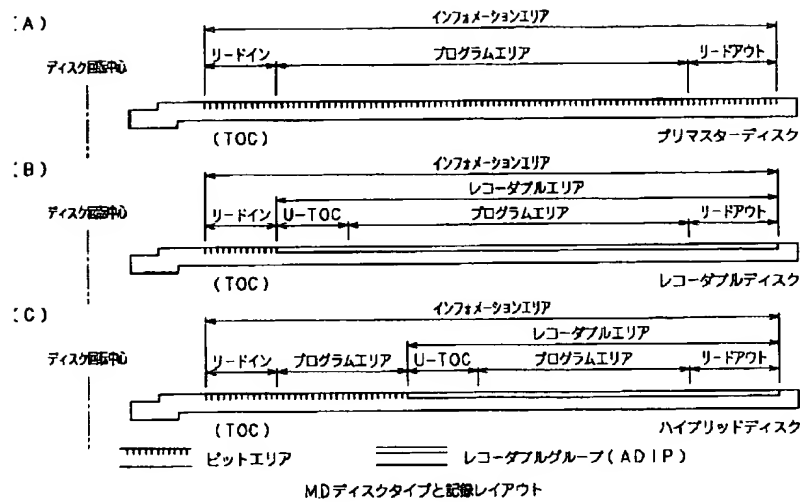 (A)
インフォメーションエリア
リードイン プログラムエリア リードアウト
ディスク回転中心
(TOC) プリマスターディスク
(B)
インフォメーションエリア
レコーダブルエリア
ディスク回転中心 リードイン U-TOC プログラムエリア リードアウト
(TOC) レコーダブルディスク
(C)
インフォメーションエリア
レコーダブルエリア
ディスク回転中心 リードイン プログラムエリア U-TOC プログラムエリア リードアウト
(TOC) ハイブリッドディスク
ピットエリア レコーダブルグループ(ADIP)
MDディスクタイプと記録レイアウト